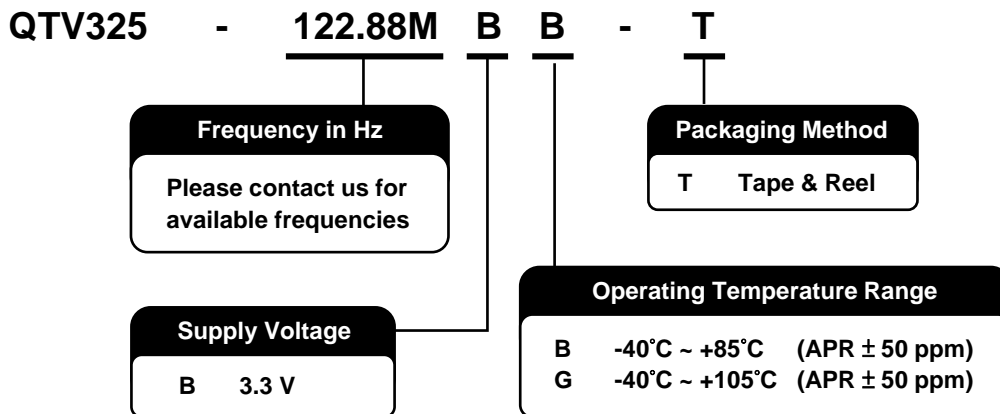 QTV325 - 122.88M B B - T
Frequency in Hz
Please contact us for
available frequencies
Packaging Method
T Tape & Reel
Supply Voltage
B 3.3 V
Operating Temperature Range
B -40°C ~ +85°C (APR ± 50 ppm)
G -40°C ~ +105°C (APR ± 50 ppm)